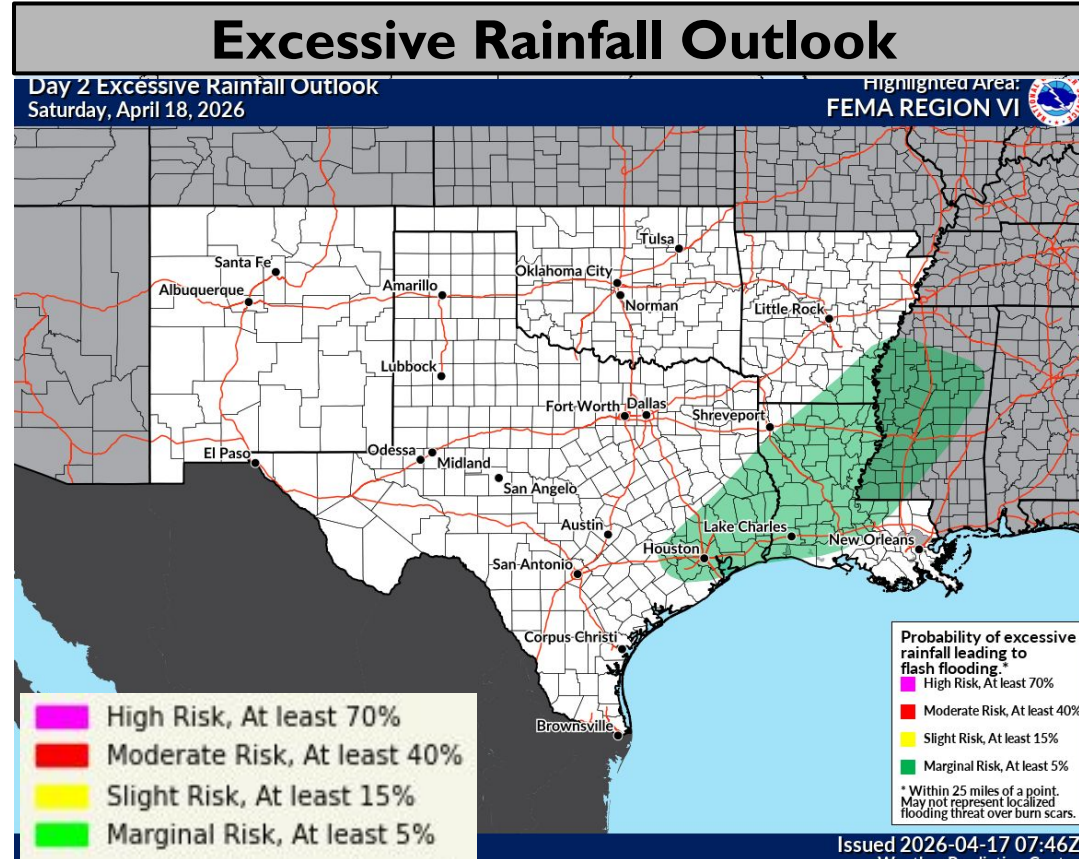 Excessive Rainfall Outlook
Day 2 Excessive Rainfall Outlook
Saturday, April 18, 2026
Highlighted Area:
FEMA REGION VI
Tulsa
Santa Fe
Oklahoma City
Albuquerque
Amarillo
Norman
Little Rock
Lubbock
Fort Worth
Dallas
Shreveport
El Paso
Odessa
Midland
San Angelo
Austin
Lake Charles
Houston
New Orleans
San Antonio
Corpus Christi
Brownsville
Probability of excessive
rainfall leading to
flash flooding.*
High Risk, At least 70%
Moderate Risk, At least 40%
Slight Risk, At least 15%
Marginal Risk, At least 5%
* Within 25 miles of a point.
May not represent localized
flooding threat over burn scars.
High Risk, At least 70%
Moderate Risk, At least 40%
Slight Risk, At least 15%
Marginal Risk, At least 5%
Issued 2026-04-17 07:46Z